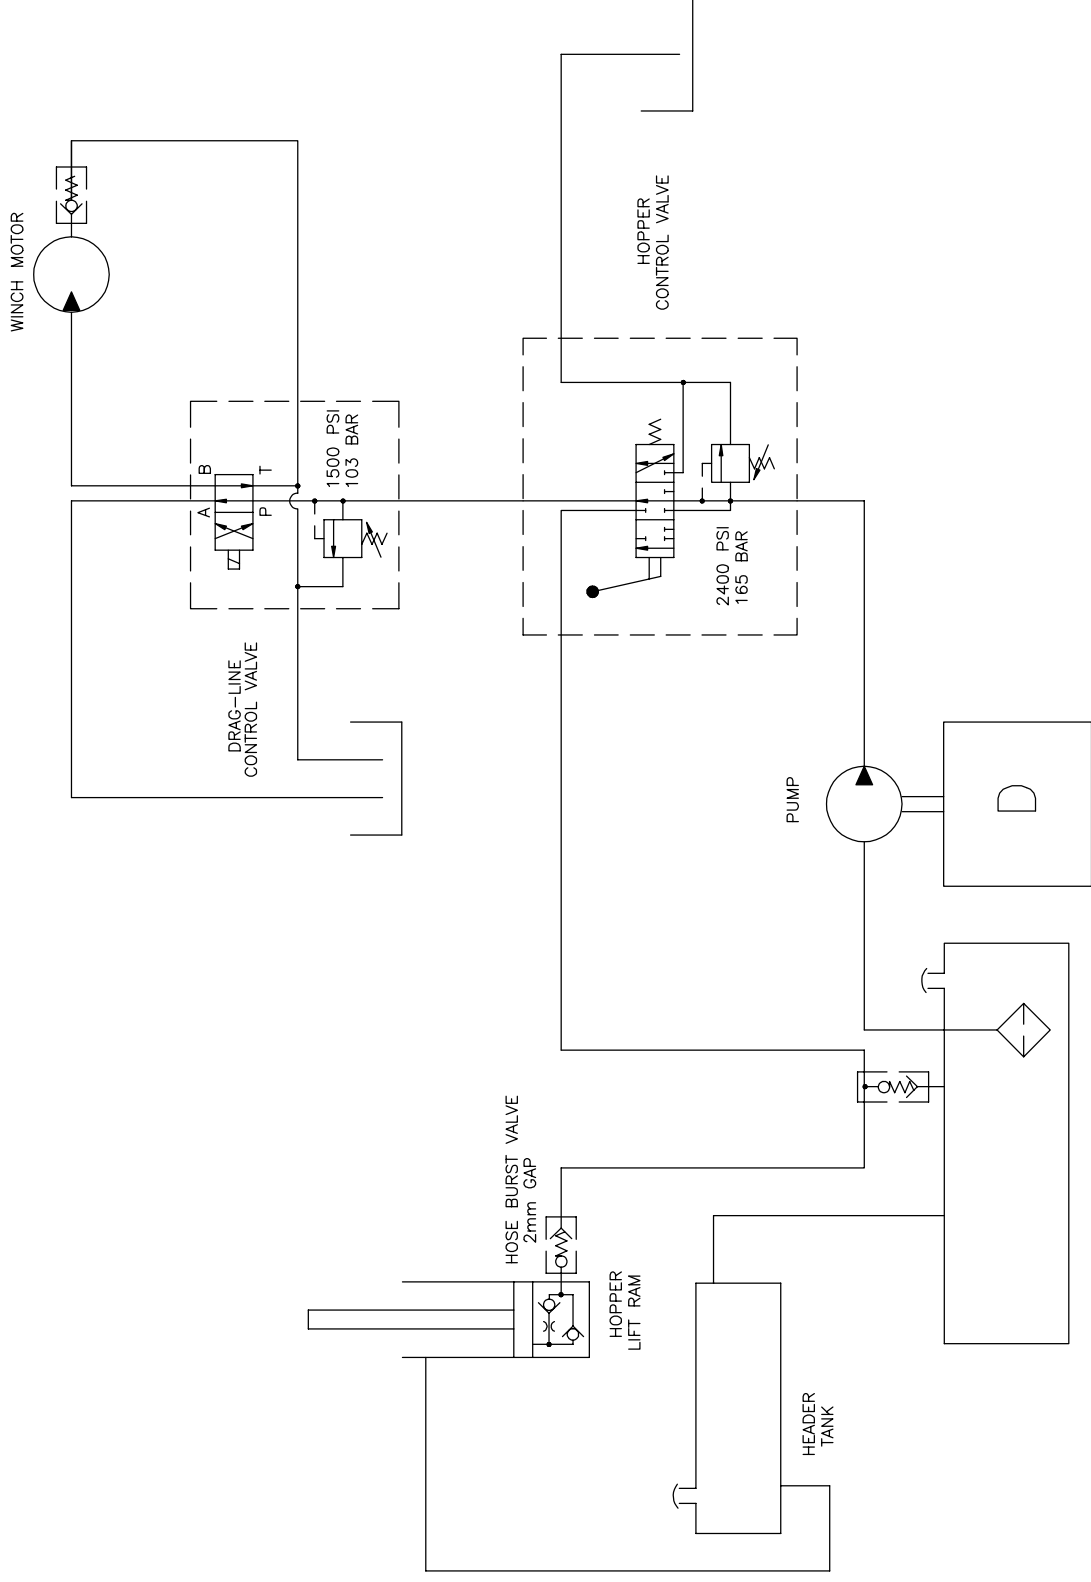 WINCH MOTOR
B
A
T
P
1500 PSI
103 BAR
DRAG-LINE
CONTROL VALVE
HOPPER
CONTROL VALVE
2400 PSI
165 BAR
PUMP
D
HOSE BURST VALVE
2mm GAP
HOPPER
LIFT RAM
HEADER
TANK